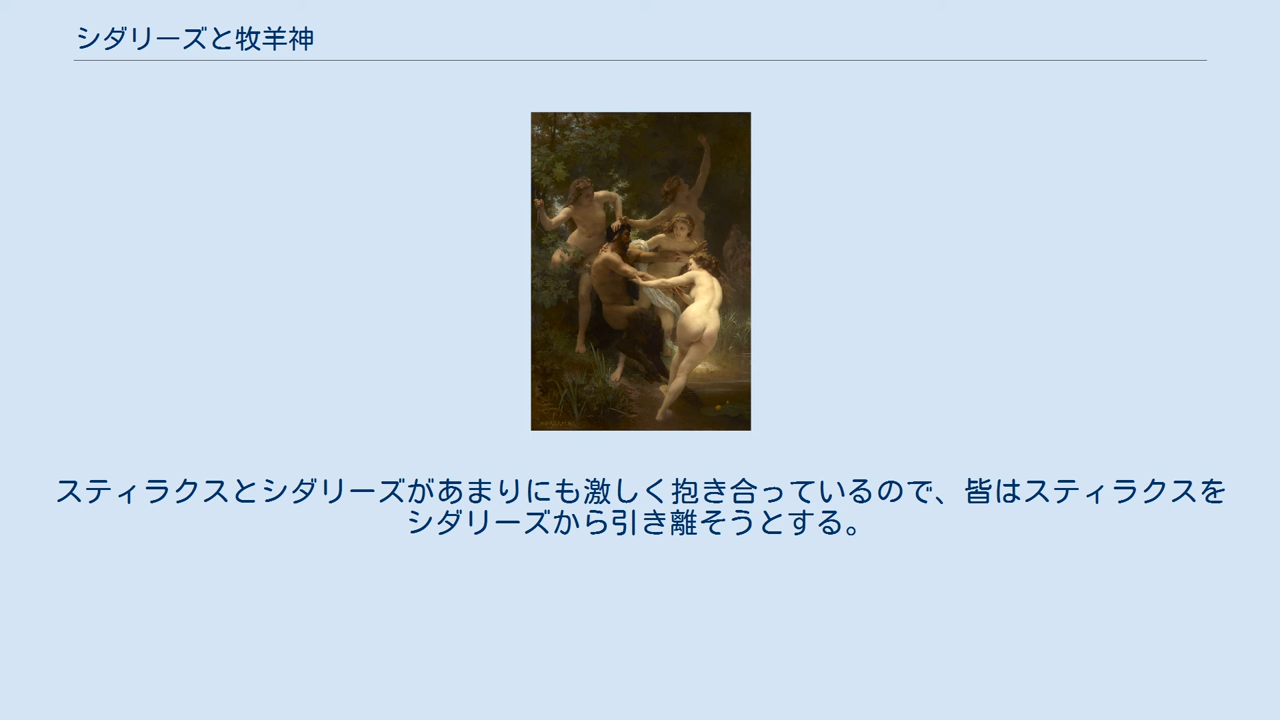 シダリーズと牧羊神
スティラクスとシダリーズがあまりにも激しく抱き合っているので、皆はスティラクスを
シダリーズから引き離そうとする。